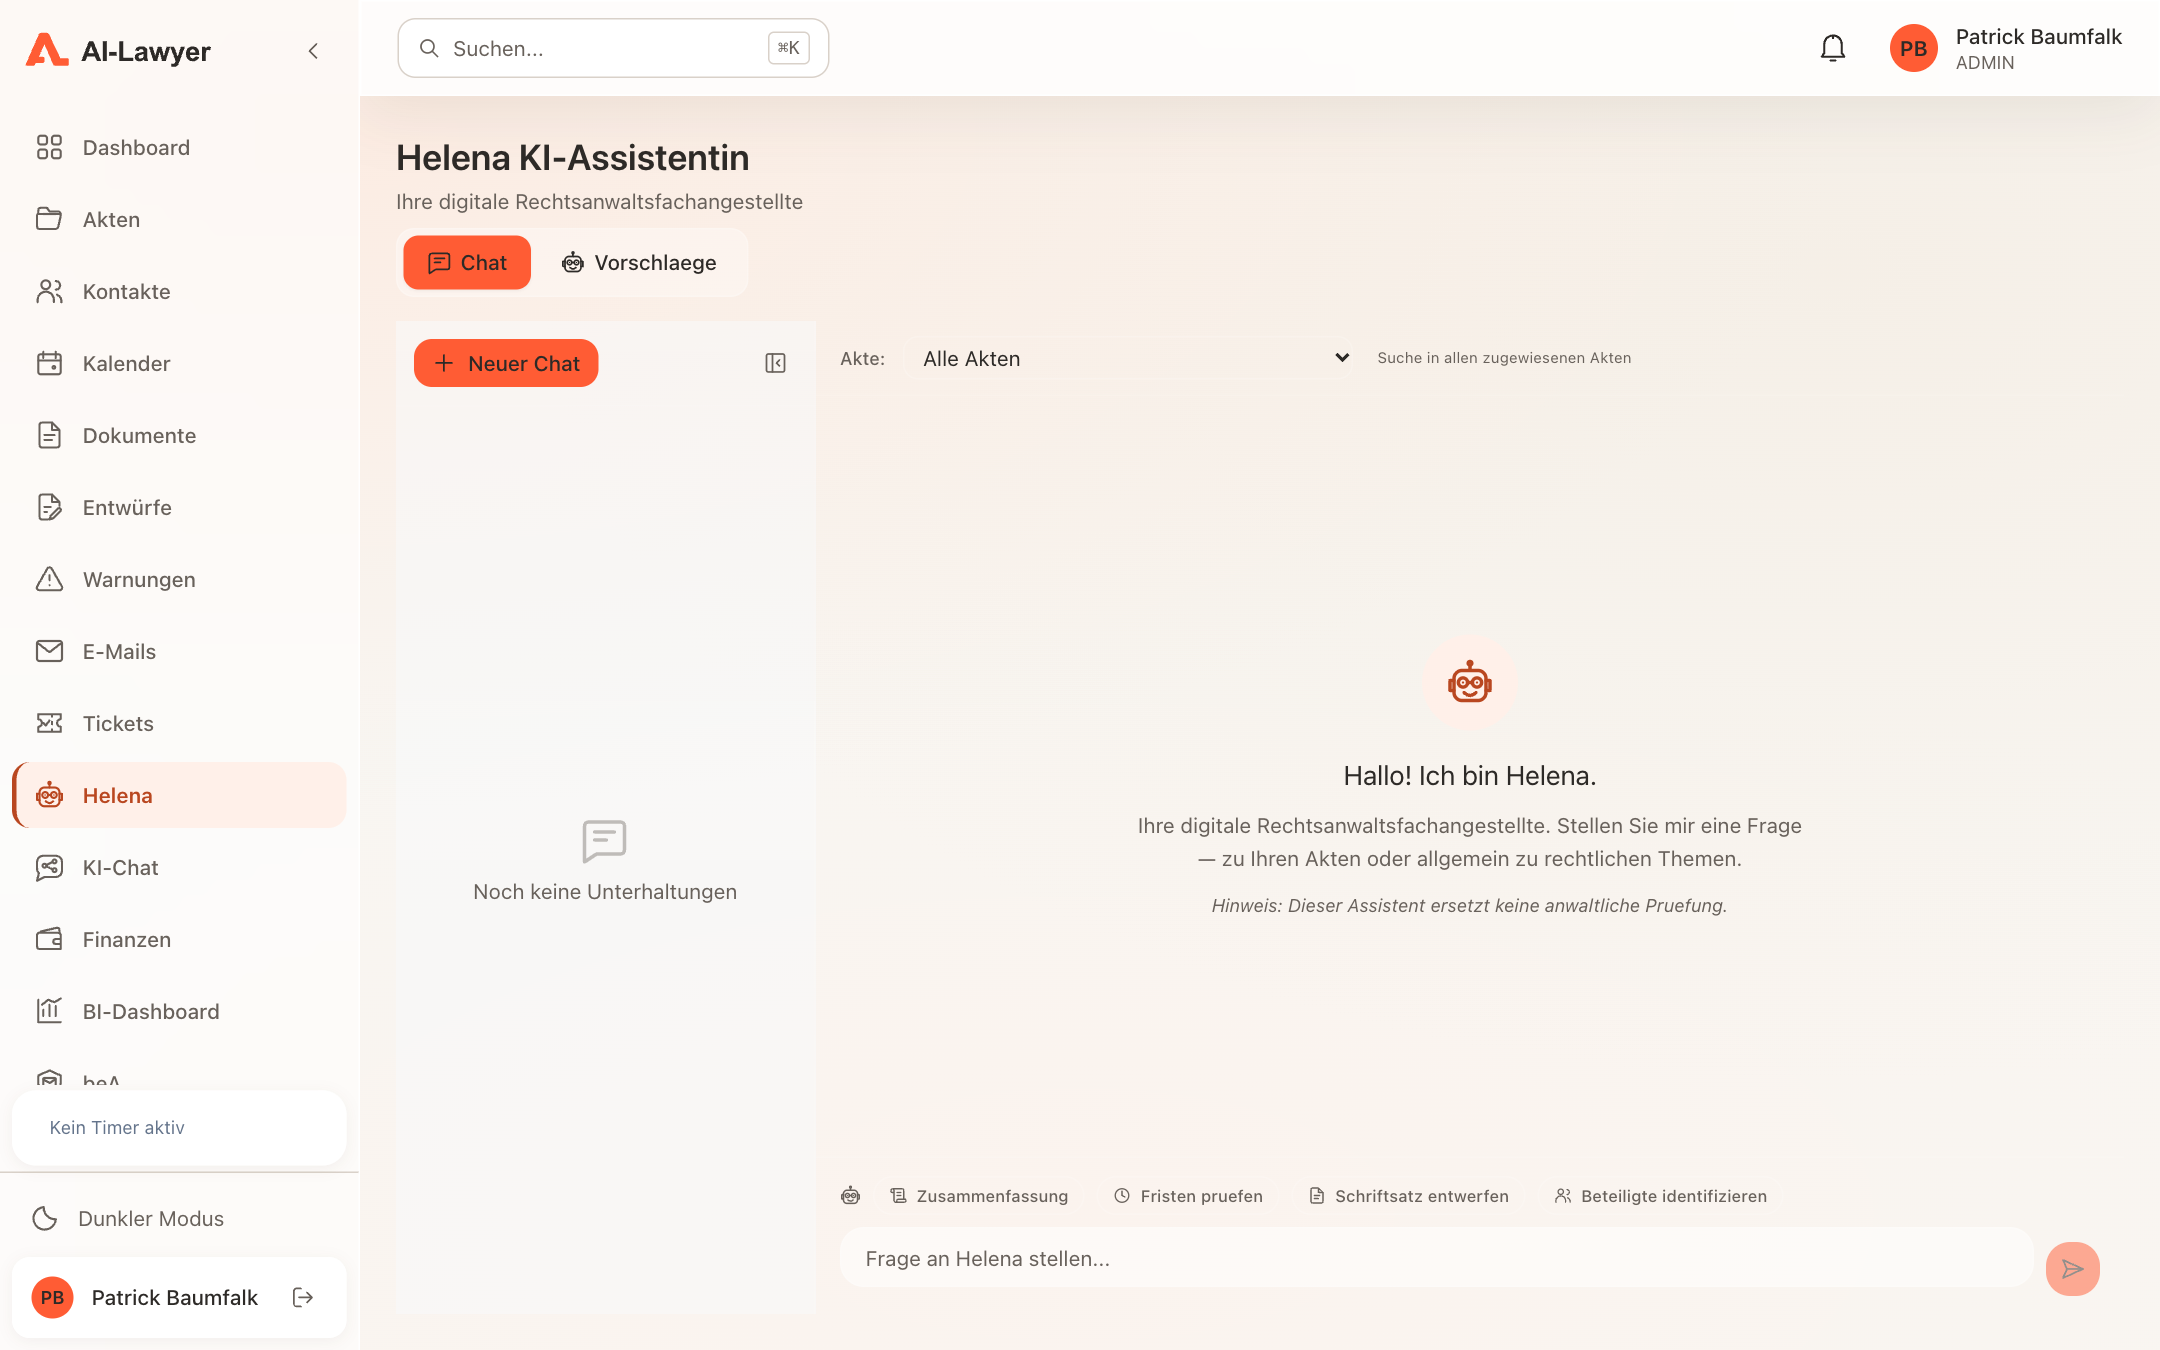 AI-Lawyer
Suchen...
⌘K
PB
Patrick Baumfalk
ADMIN
Dashboard
Akten
Kontakte
Kalender
Dokumente
Entwürfe
Warnungen
E-Mails
Tickets
Helena
KI-Chat
Finanzen
BI-Dashboard
beA
Kein Timer aktiv
Dunkler Modus
PB
Patrick Baumfalk
Helena KI-Assistentin
Ihre digitale Rechtsanwaltsfachangestellte
Chat
Vorschlaege
Neuer Chat
Noch keine Unterhaltungen
Akte:
Alle Akten
Suche in allen zugewiesenen Akten
Hallo! Ich bin Helena.
Ihre digitale Rechtsanwaltsfachangestellte. Stellen Sie mir eine Frage
— zu Ihren Akten oder allgemein zu rechtlichen Themen.
Hinweis: Dieser Assistent ersetzt keine anwaltliche Pruefung.
Zusammenfassung
Fristen pruefen
Schriftsatz entwerfen
Beteiligte identifizieren
Frage an Helena stellen...